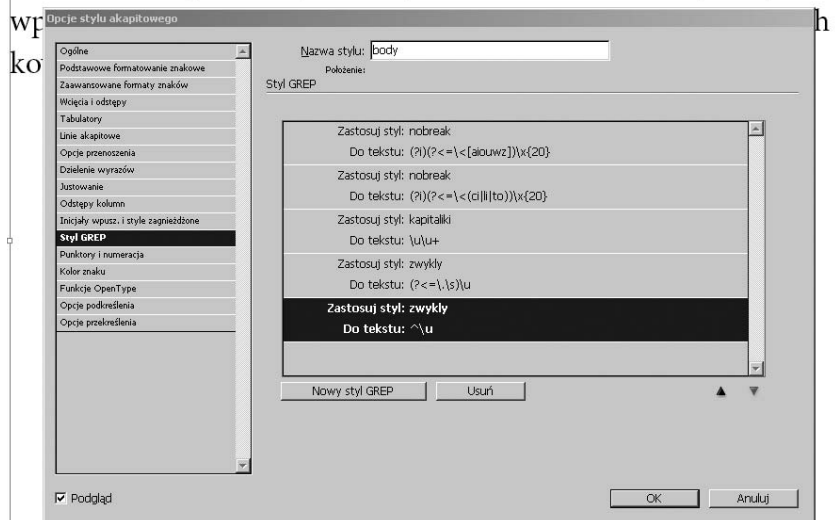 wp
h
ko
Opcje stylu akapitowego
Ogólne
Podstawowe formatowanie znakowe
Zaawansowane formaty znaków
Wcięcia i odstępy
Tabulatory
Linie akapitowe
Opcje przenoszenia
Dzielenie wyrazów
Justowanie
Odstępy kolumn
Inicjały wpusz. i style zagnieżdżone
Styl GREP
Punktory i numeracja
Kolor znaku
Funkcje OpenType
Opcje podkreślenia
Opcje przekreślenia
Nazwa stylu: body
Położenie:
Styl GREP
Zastosuj styl: nobreak
Do tekstu: (?i)(?<=\<[aiouwz])\x{20}
Zastosuj styl: nobreak
Do tekstu: (?i)(?<=\<(ci|li|to))\x{20}
Zastosuj styl: kapitaliki
Do tekstu: \u\u+
Zastosuj styl: zwykly
Do tekstu: (?<=\.\s)\u
Zastosuj styl: zwykly
Do tekstu: ^\u
Nowy styl GREP
Usuń
Podgląd
OK
Anuluj